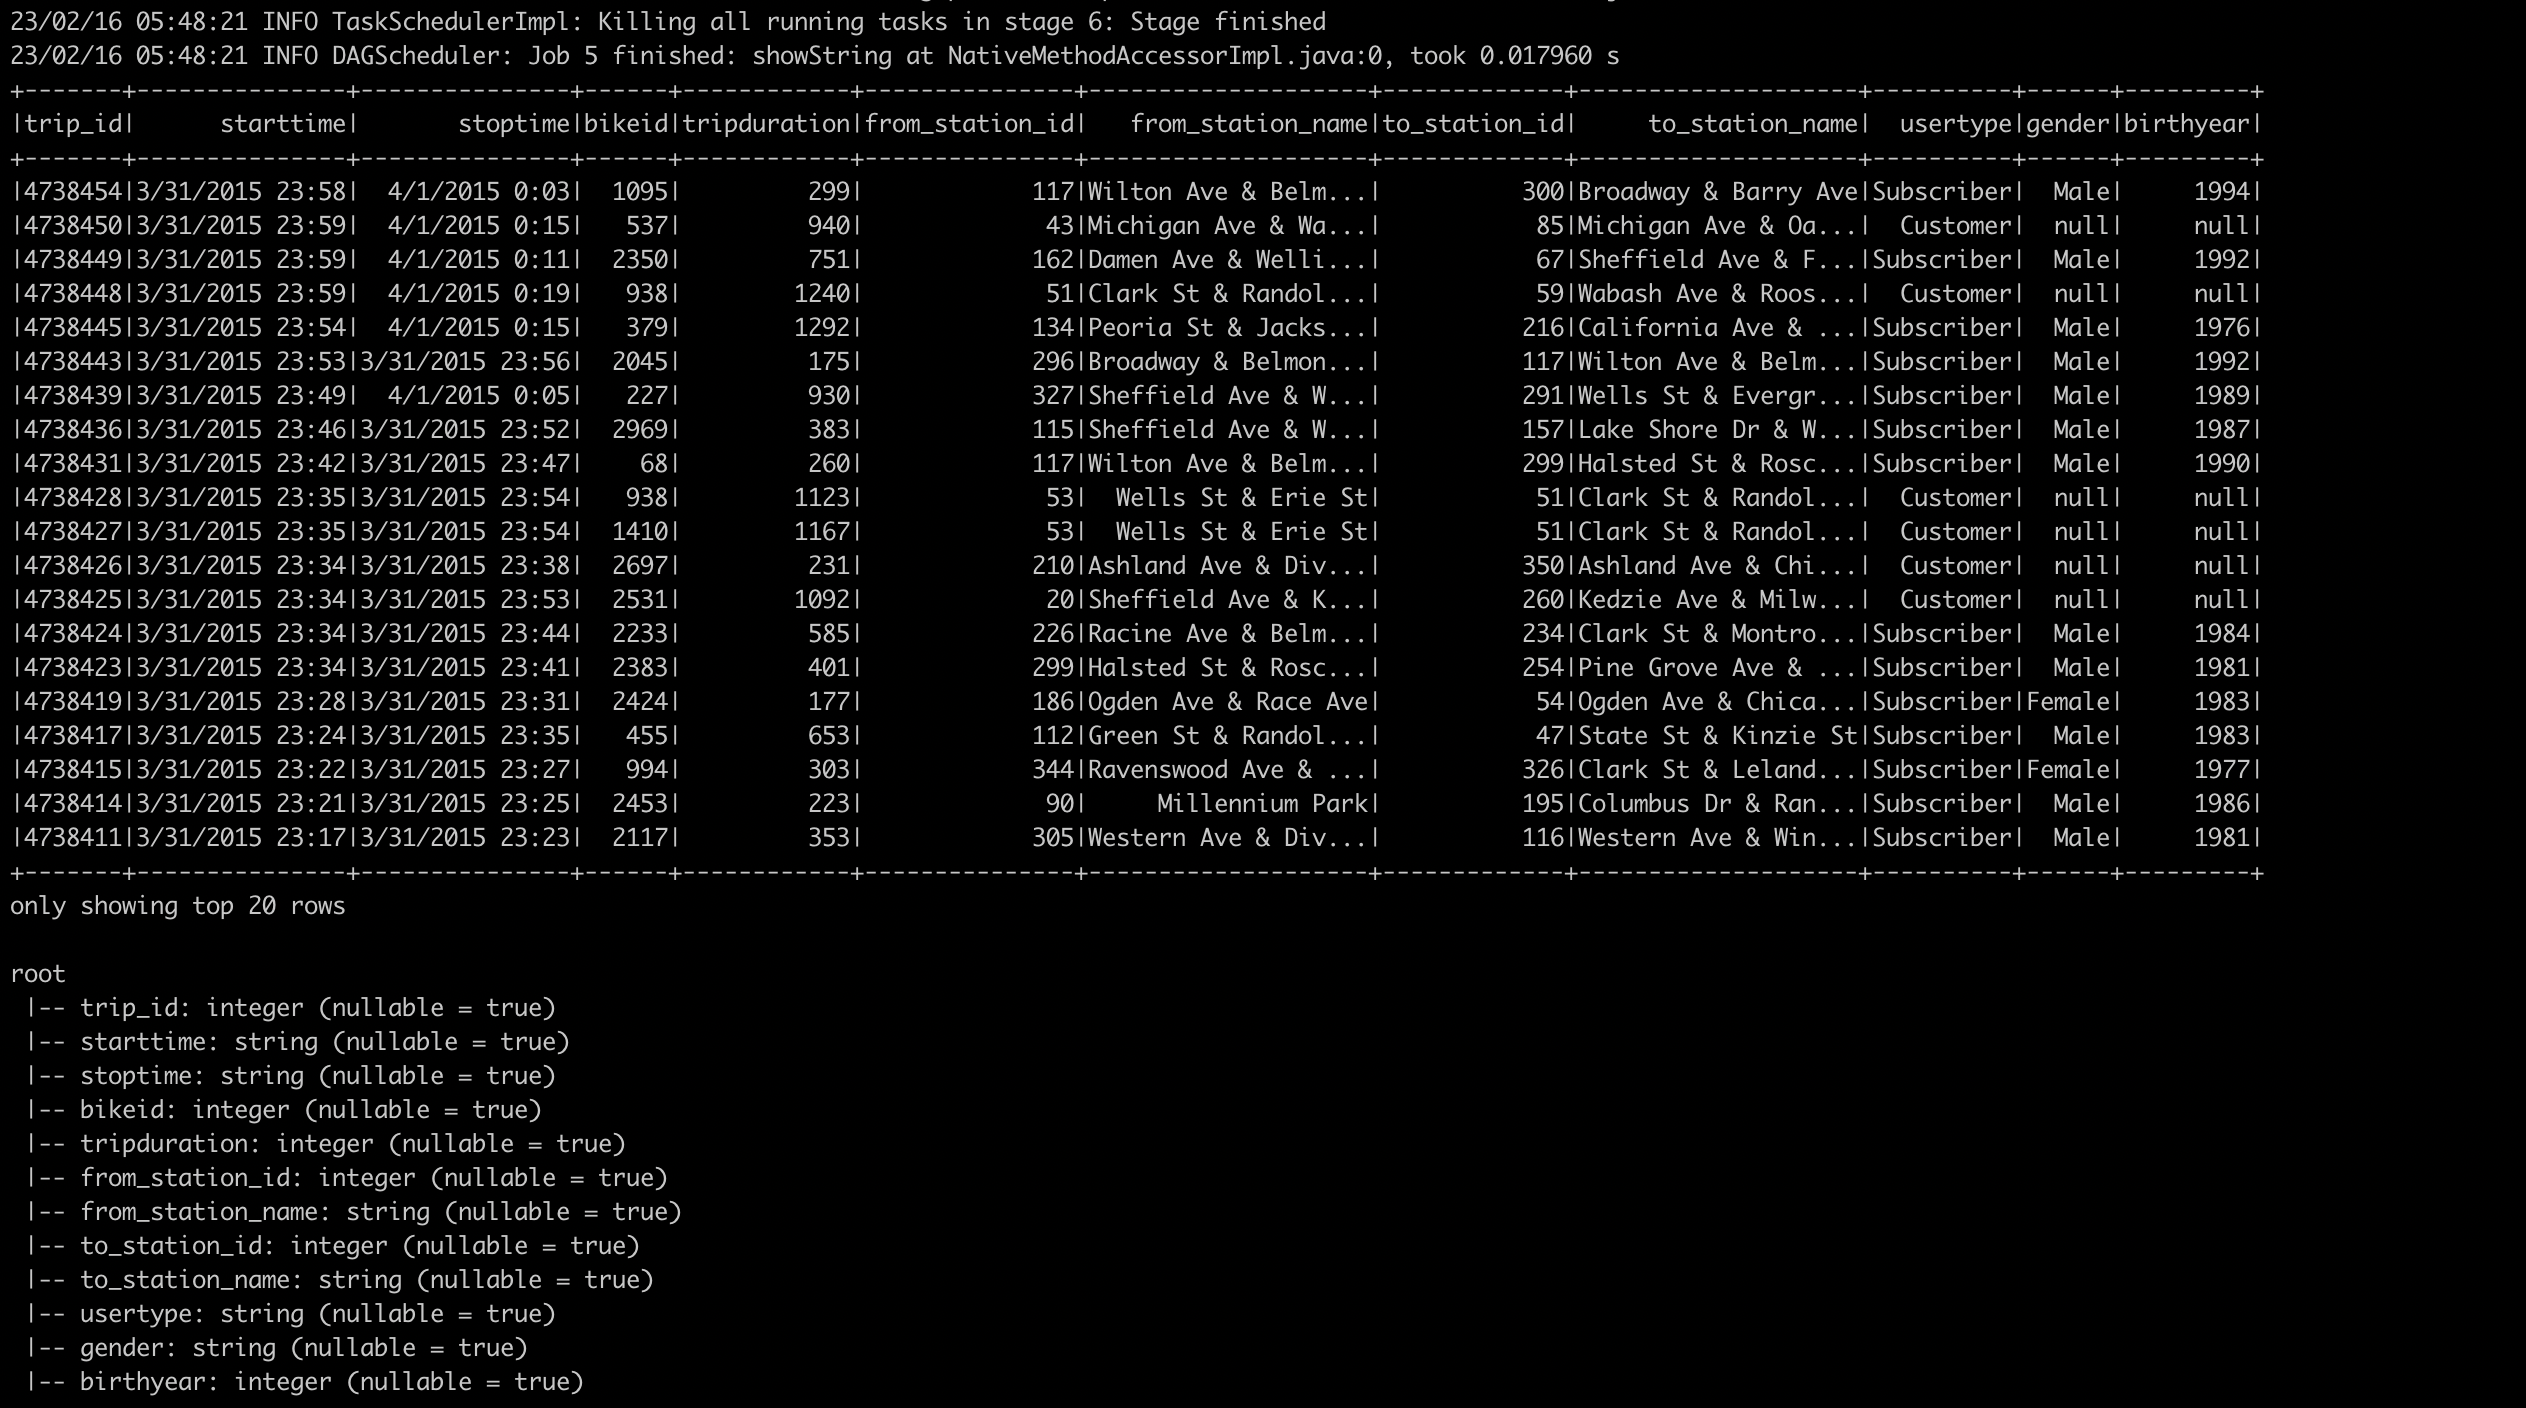 23/02/16 05:48:21 INFO TaskSchedulerImpl: Killing all running tasks in stage 6: Stage finished
23/02/16 05:48:21 INFO DAGScheduler: Job 5 finished: showString at NativeMethodAccessorImpl.java:0, took 0.017960 s
+-------+---------------+---------------+------+------------+---------------+--------------------+-------------+--------------------+----------+------+---------+
|trip_id|      starttime|       stoptime|bikeid|tripduration|from_station_id|   from_station_name|to_station_id|     to_station_name|  usertype|gender|birthyear|
+-------+---------------+---------------+------+------------+---------------+--------------------+-------------+--------------------+----------+------+---------+
|4738454|3/31/2015 23:58|  4/1/2015 0:03|  1095|         299|            117|Wilton Ave & Belm...|          300|Broadway & Barry Ave|Subscriber|  Male|     1994|
|4738450|3/31/2015 23:59|  4/1/2015 0:15|   537|         940|             43|Michigan Ave & Wa...|           85|Michigan Ave & Oa...|  Customer|  null|     null|
|4738449|3/31/2015 23:59|  4/1/2015 0:11|  2350|         751|            162|Damen Ave & Welli...|           67|Sheffield Ave & F...|Subscriber|  Male|     1992|
|4738448|3/31/2015 23:59|  4/1/2015 0:19|   938|        1240|             51|Clark St & Randol...|           59|Wabash Ave & Roos...|  Customer|  null|     null|
|4738445|3/31/2015 23:54|  4/1/2015 0:15|   379|        1292|            134|Peoria St & Jacks...|          216|California Ave & ...|Subscriber|  Male|     1976|
|4738443|3/31/2015 23:53|3/31/2015 23:56|  2045|         175|            296|Broadway & Belmon...|          117|Wilton Ave & Belm...|Subscriber|  Male|     1992|
|4738439|3/31/2015 23:49|  4/1/2015 0:05|   227|         930|            327|Sheffield Ave & W...|          291|Wells St & Evergr...|Subscriber|  Male|     1989|
|4738436|3/31/2015 23:46|3/31/2015 23:52|  2969|         383|            115|Sheffield Ave & W...|          157|Lake Shore Dr & W...|Subscriber|  Male|     1987|
|4738431|3/31/2015 23:42|3/31/2015 23:47|    68|         260|            117|Wilton Ave & Belm...|          299|Halsted St & Rosc...|Subscriber|  Male|     1990|
|4738428|3/31/2015 23:35|3/31/2015 23:54|   938|        1123|             53|  Wells St & Erie St|           51|Clark St & Randol...|  Customer|  null|     null|
|4738427|3/31/2015 23:35|3/31/2015 23:54|  1410|        1167|             53|  Wells St & Erie St|           51|Clark St & Randol...|  Customer|  null|     null|
|4738426|3/31/2015 23:34|3/31/2015 23:38|  2697|         231|            210|Ashland Ave & Div...|          350|Ashland Ave & Chi...|  Customer|  null|     null|
|4738425|3/31/2015 23:34|3/31/2015 23:53|  2531|        1092|             20|Sheffield Ave & K...|          260|Kedzie Ave & Milw...|  Customer|  null|     null|
|4738424|3/31/2015 23:34|3/31/2015 23:44|  2233|         585|            226|Racine Ave & Belm...|          234|Clark St & Montro...|Subscriber|  Male|     1984|
|4738423|3/31/2015 23:34|3/31/2015 23:41|  2383|         401|            299|Halsted St & Rosc...|          254|Pine Grove Ave & ...|Subscriber|  Male|     1981|
|4738419|3/31/2015 23:28|3/31/2015 23:31|  2424|         177|            186|Ogden Ave & Race Ave|           54|Ogden Ave & Chica...|Subscriber|Female|     1983|
|4738417|3/31/2015 23:24|3/31/2015 23:35|   455|         653|            112|Green St & Randol...|           47|State St & Kinzie St|Subscriber|  Male|     1983|
|4738415|3/31/2015 23:22|3/31/2015 23:27|   994|         303|            344|Ravenswood Ave & ...|          326|Clark St & Leland...|Subscriber|Female|     1977|
|4738414|3/31/2015 23:21|3/31/2015 23:25|  2453|         223|             90|     Millennium Park|          195|Columbus Dr & Ran...|Subscriber|  Male|     1986|
|4738411|3/31/2015 23:17|3/31/2015 23:23|  2117|         353|            305|Western Ave & Div...|          116|Western Ave & Win...|Subscriber|  Male|     1981|
+-------+---------------+---------------+------+------------+---------------+--------------------+-------------+--------------------+----------+------+---------+
only showing top 20 rows
root
 |-- trip_id: integer (nullable = true)
 |-- starttime: string (nullable = true)
 |-- stoptime: string (nullable = true)
 |-- bikeid: integer (nullable = true)
 |-- tripduration: integer (nullable = true)
 |-- from_station_id: integer (nullable = true)
 |-- from_station_name: string (nullable = true)
 |-- to_station_id: integer (nullable = true)
 |-- to_station_name: string (nullable = true)
 |-- usertype: string (nullable = true)
 |-- gender: string (nullable = true)
 |-- birthyear: integer (nullable = true)